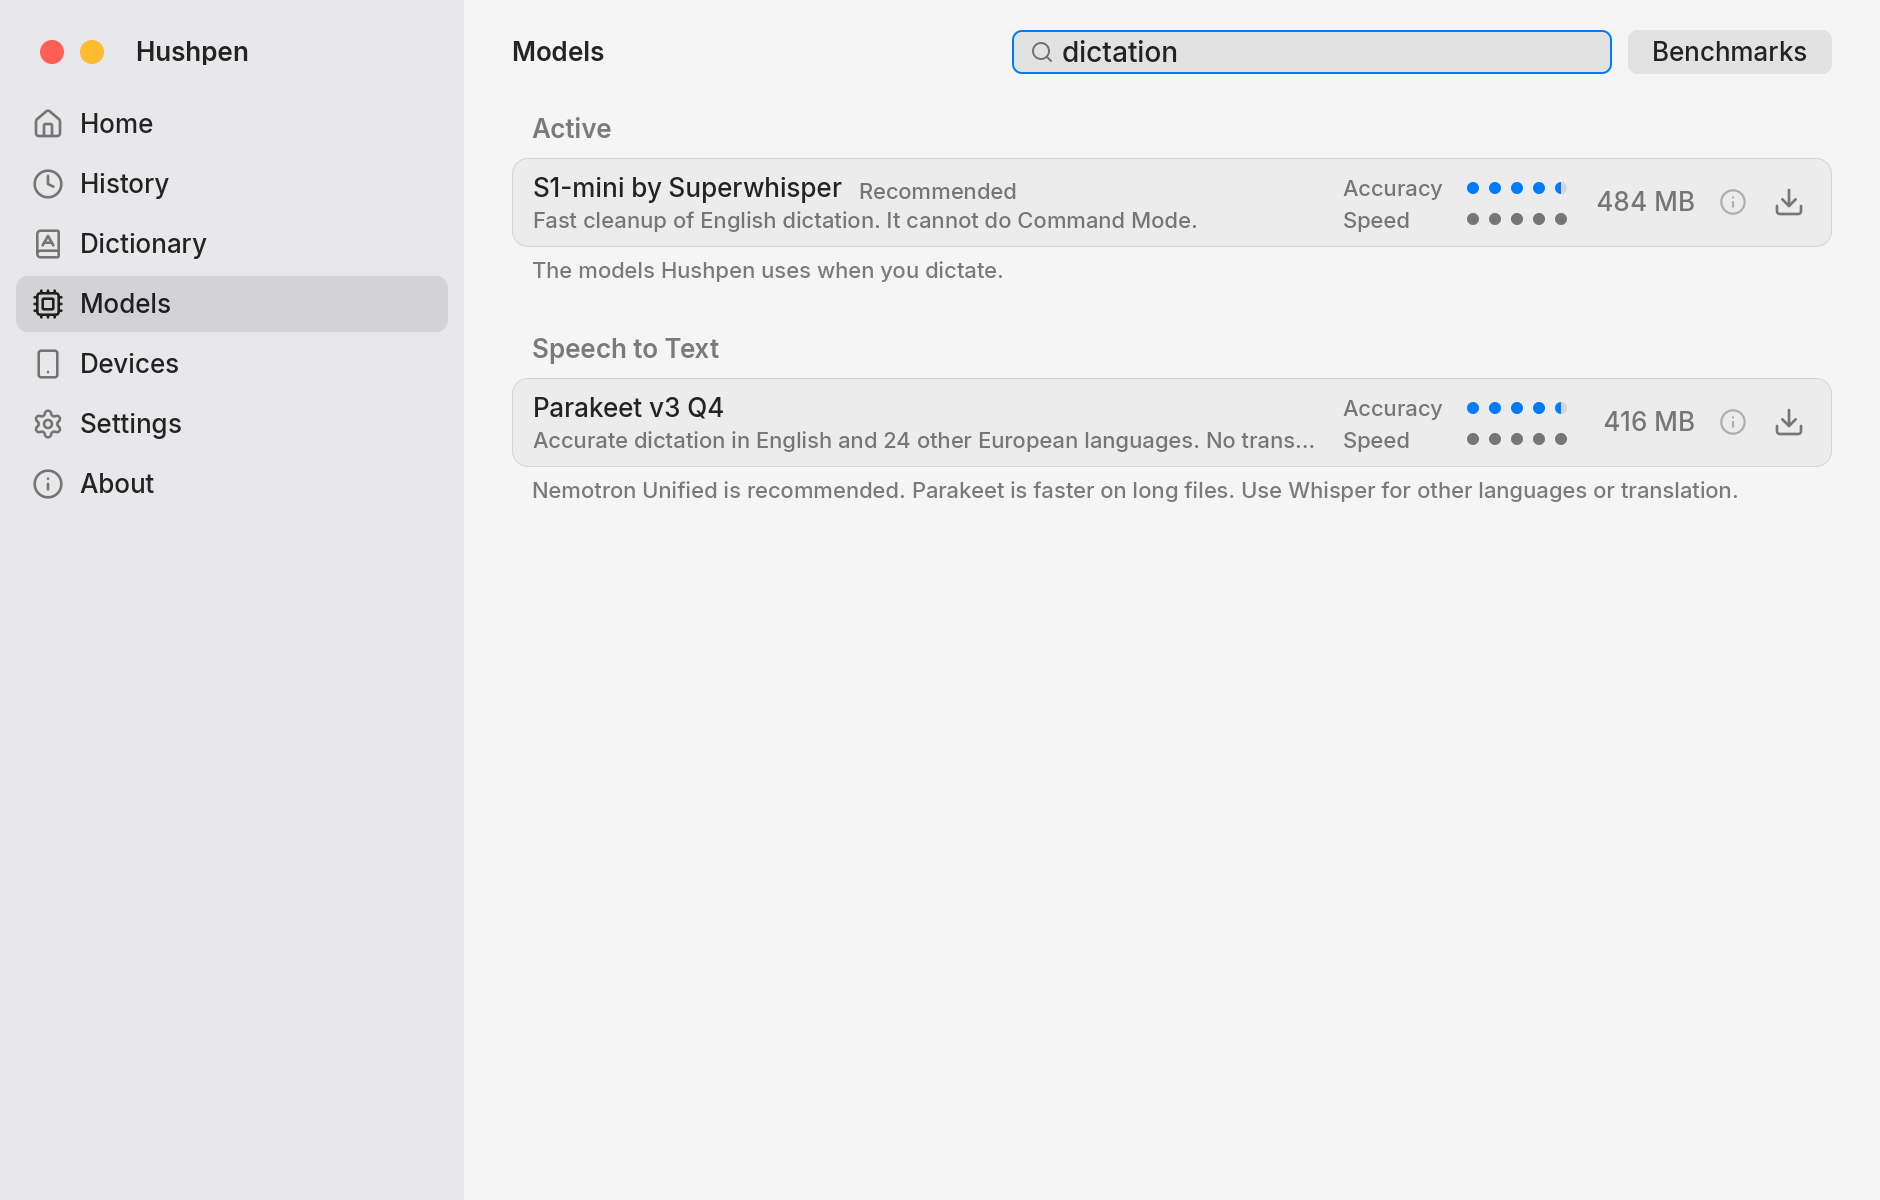 Hushpen
Home
History
Dictionary
Models
Devices
Settings
About
Models
dictation
Benchmarks
Active
S1-mini by Superwhisper Recommended
Fast cleanup of English dictation. It cannot do Command Mode.
Accuracy
Speed
484 MB
The models Hushpen uses when you dictate.
Speech to Text
Parakeet v3 Q4
Accurate dictation in English and 24 other European languages. No trans...
Accuracy
Speed
416 MB
Nemotron Unified is recommended. Parakeet is faster on long files. Use Whisper for other languages or translation.